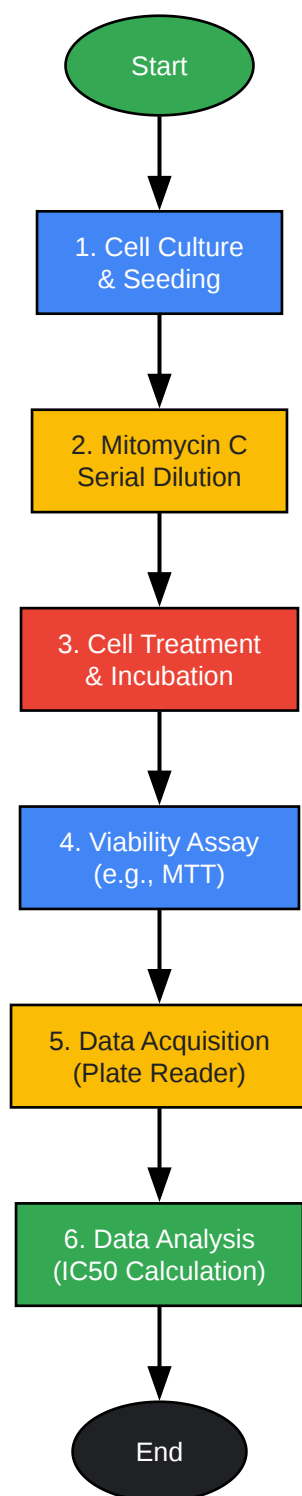 Start
1. Cell Culture
& Seeding
2. Mitomycin C
Serial Dilution
3. Cell Treatment
& Incubation
4. Viability Assay
(e.g., MTT)
5. Data Acquisition
(Plate Reader)
6. Data Analysis
(IC50 Calculation)
End